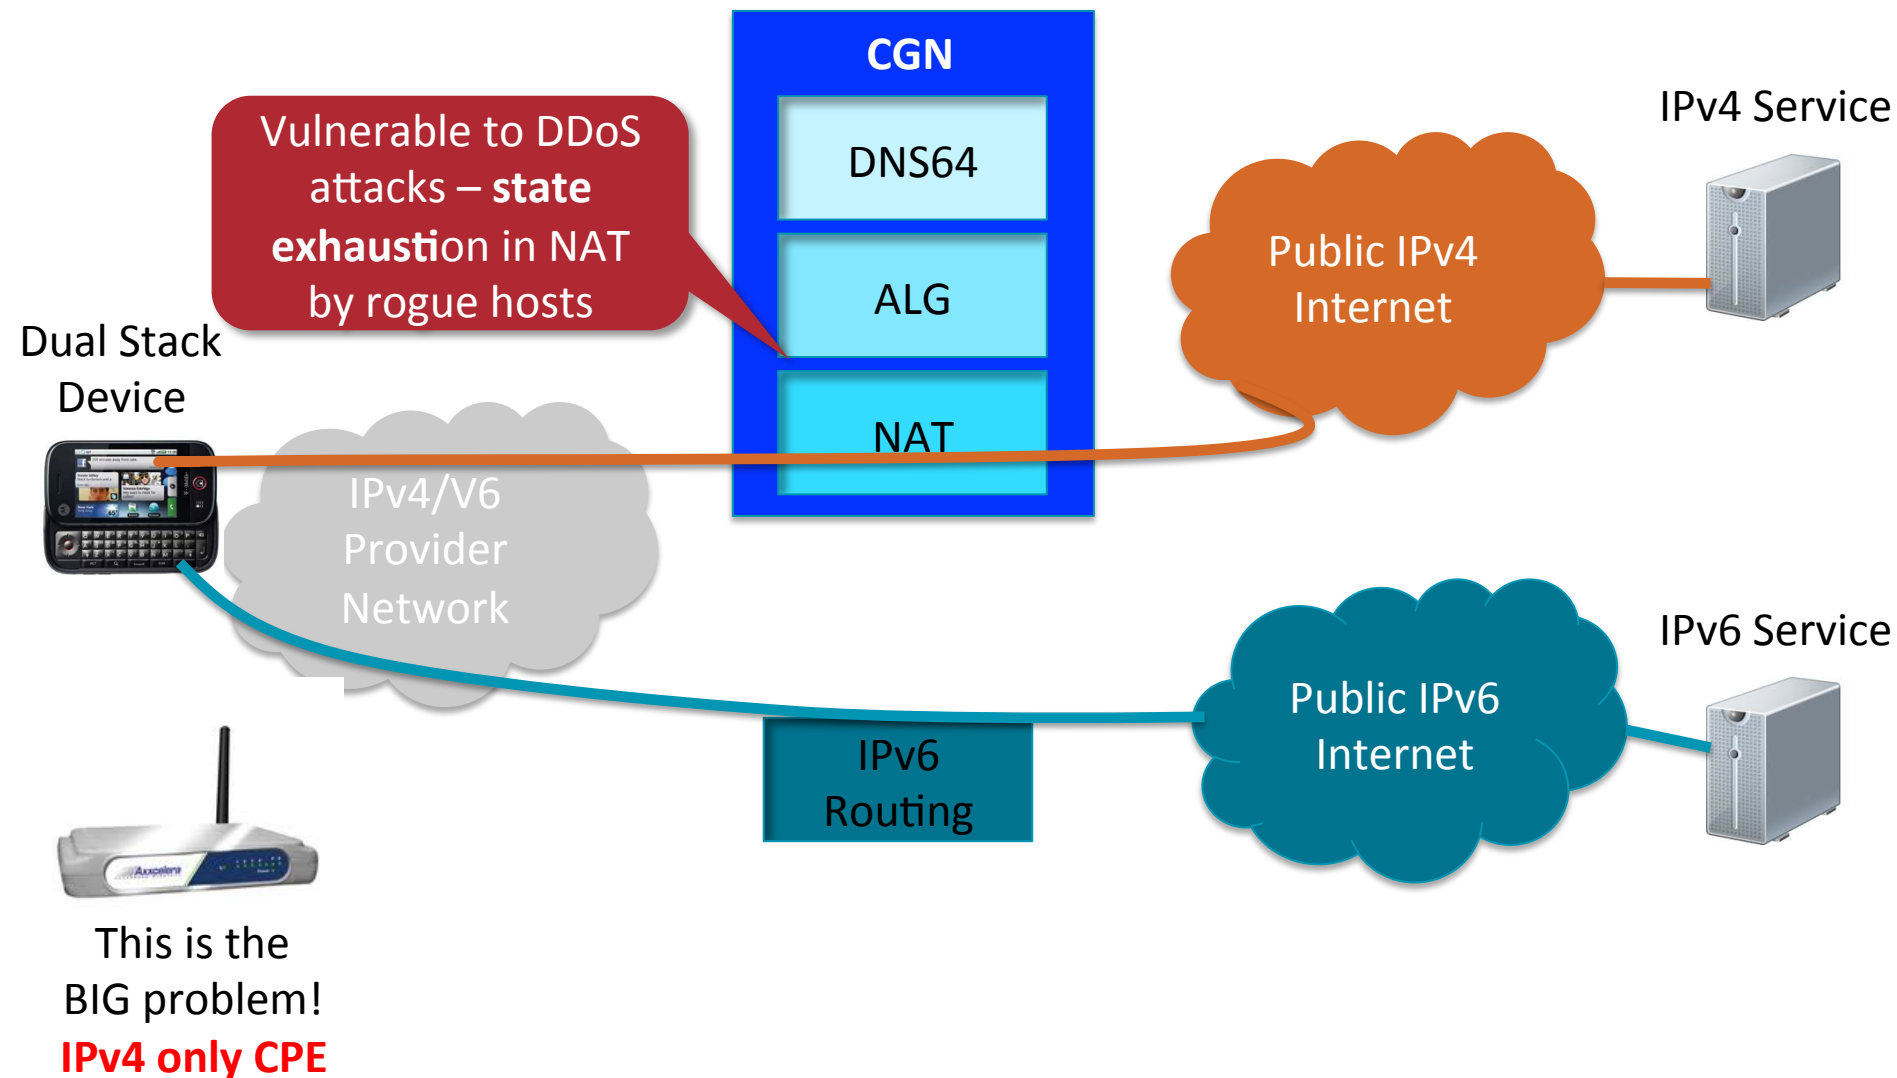 CGN
DNS64
ALG
NAT
Vulnerable to DDoS
attacks – state
exhaustion in NAT
by rogue hosts
IPv4 Service
Public IPv4
Internet
Dual Stack
Device
IPv4/V6
Provider
Network
IPv6
Routing
Public IPv6
Internet
IPv6 Service
Axxcelera
This is the
BIG problem!
IPv4 only CPE